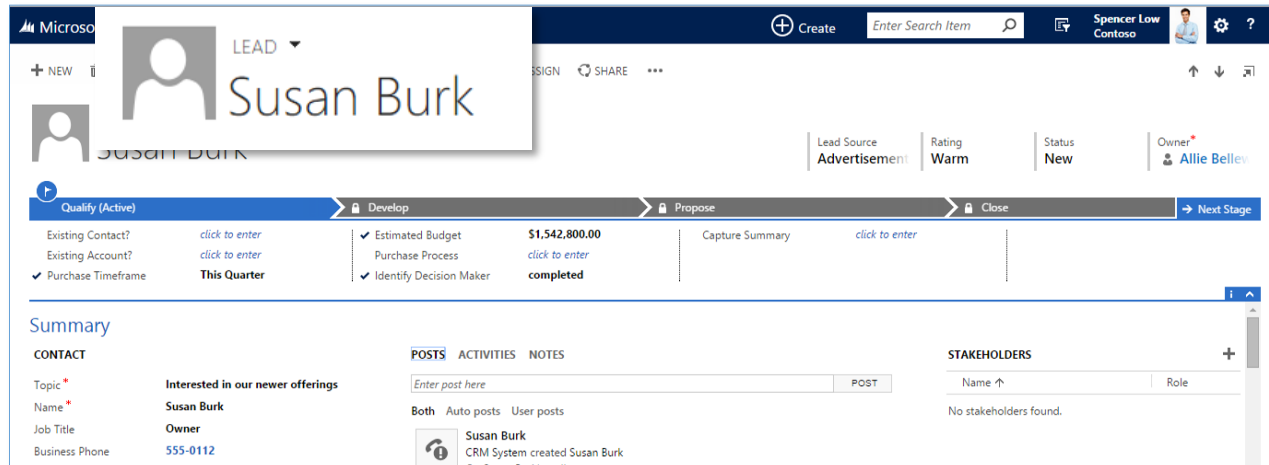 Microso
Create
Enter Search Item
Spencer Low
Contoso
?
LEAD
Susan Burk
NEW
SSIGN
SHARE
•••
Susan Burk
Lead Source
Advertisement
Rating
Warm
Status
New
Owner*
Allie Bellev
Qualify (Active)
Develop
Propose
Close
Next Stage
Existing Contact? click to enter
Existing Account? click to enter
Purchase Timeframe This Quarter
Estimated Budget $1,542,800.00
Purchase Process click to enter
Identify Decision Maker completed
Capture Summary click to enter
Summary
CONTACT
Topic* Interested in our newer offerings
Name* Susan Burk
Job Title Owner
Business Phone 555-0112
POSTS ACTIVITIES NOTES
Enter post here POST
Both Auto posts User posts
Susan Burk
CRM System created Susan Burk
STAKEHOLDERS
Name Role
No stakeholders found.